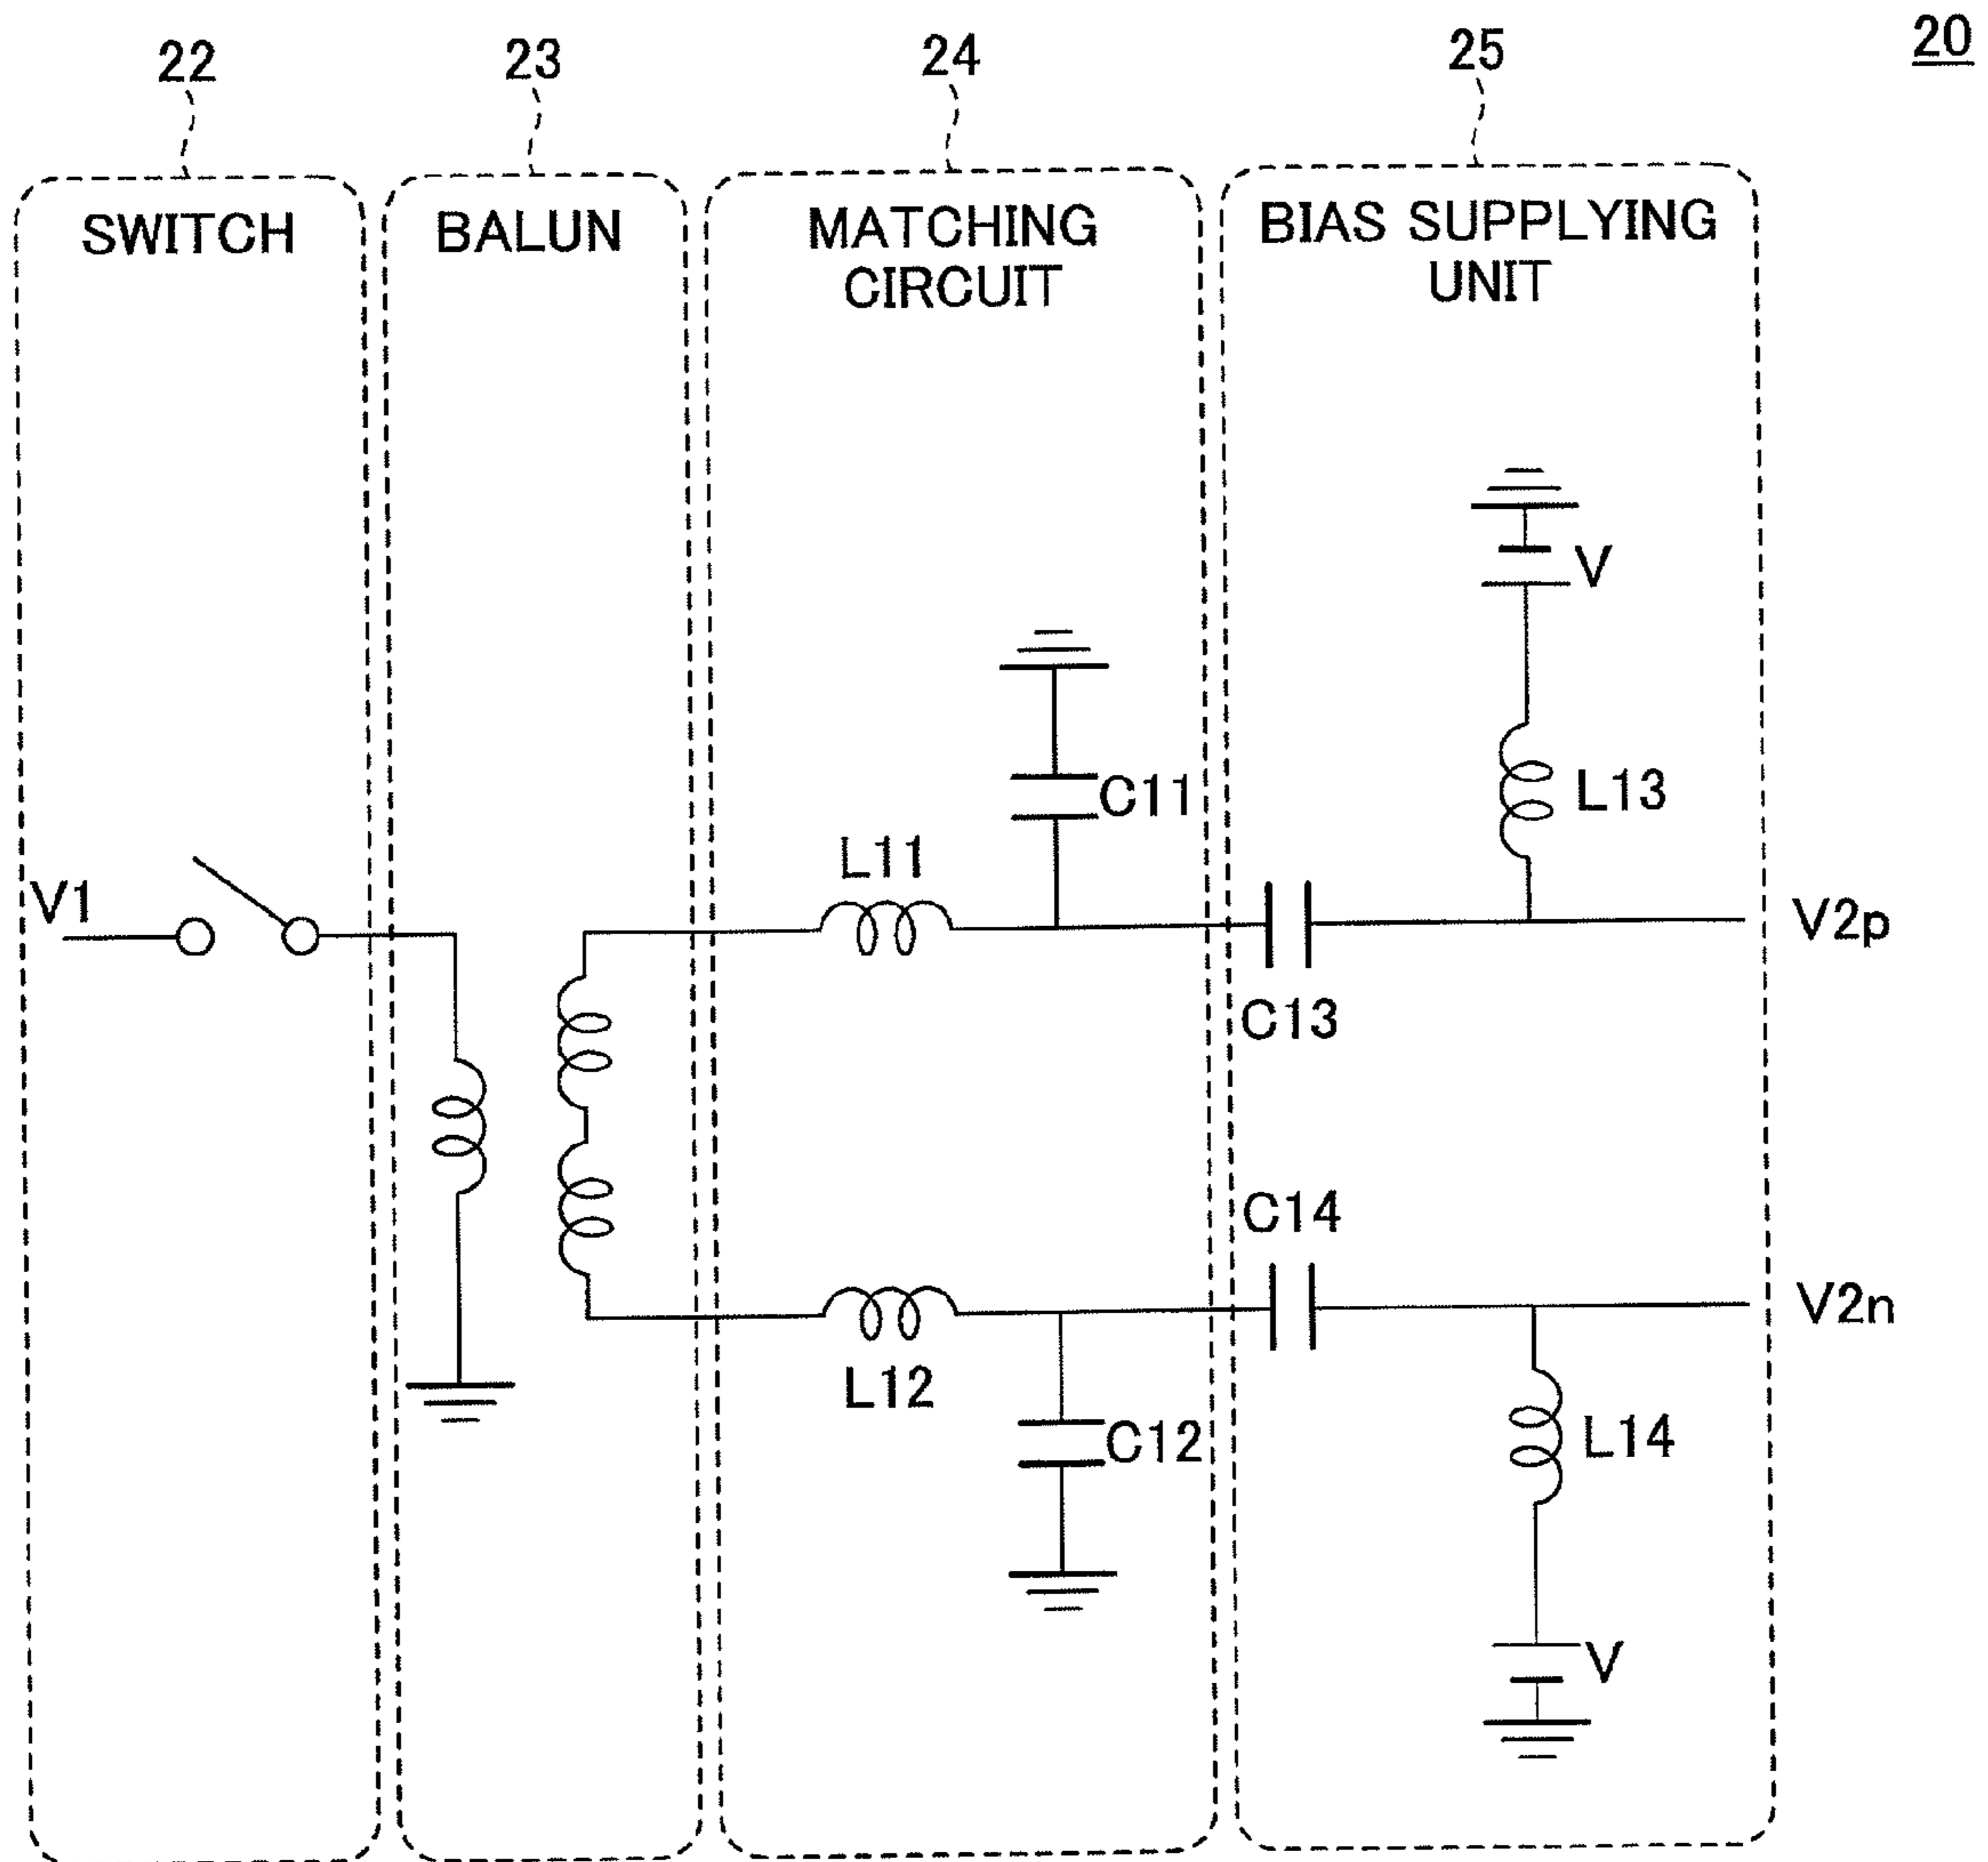 20
22
23
24
25
SWITCH
BALUN
MATCHING
CIRCUIT
BIAS SUPPLYING
UNIT
V
L13
C11
L11
V1
V2p
C13
C14
V2n
L12
C12
L14
V